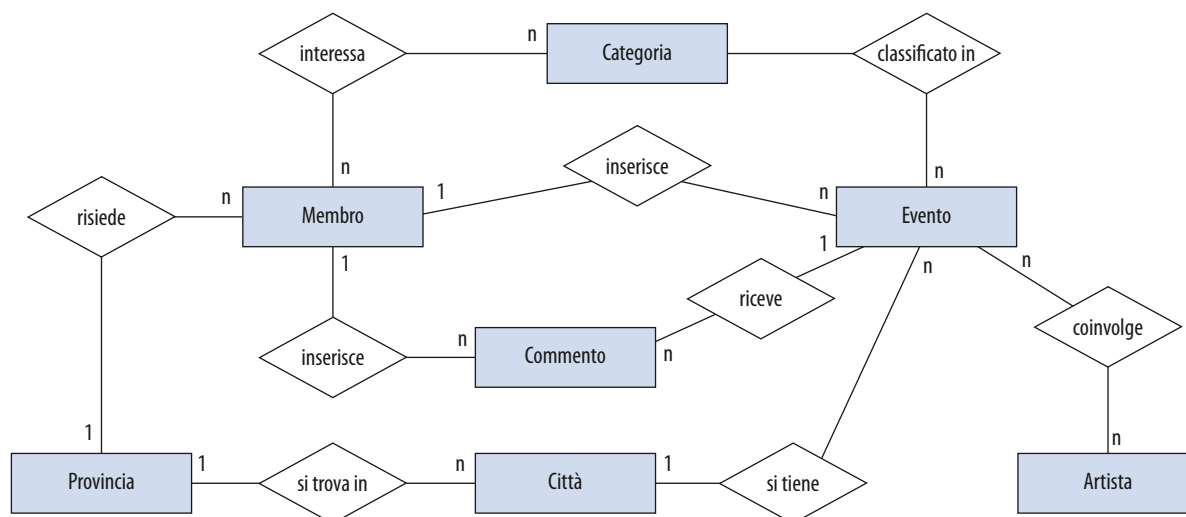 interessa
n
Categoria
classificato in
n
n
inserisce
risiede
n
Membro
1
n
Evento
1
1
n
n
riceve
coinvolge
inserisce
n
Commento
n
1
n
Provincia
1
si trova in
n
Città
1
si tiene
Artista